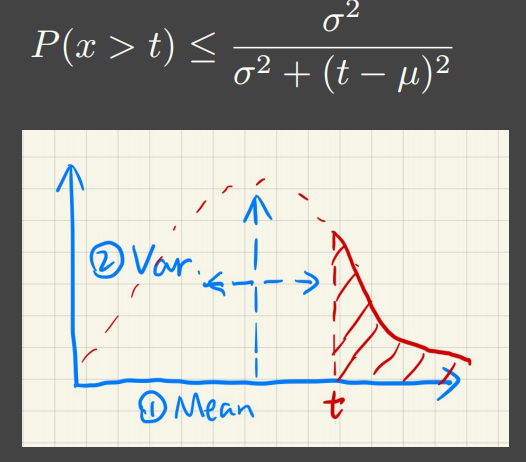 P(x > t) ≤ σ² / (σ² + (t − μ)²)
② Var.
① Mean
t